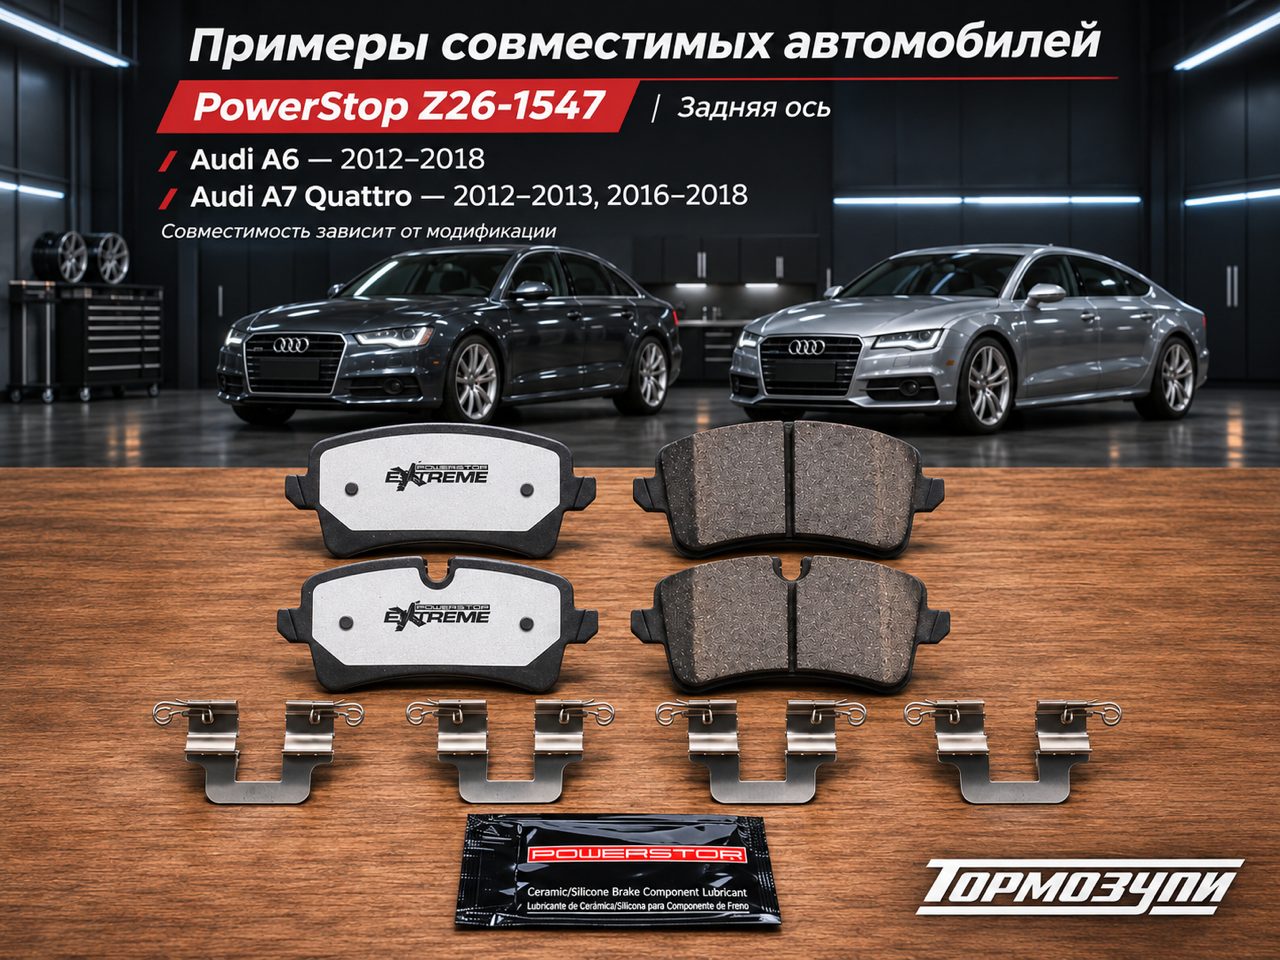 Примеры совместимых автомобилей
PowerStop Z26-1547 | Задняя ось
Audi A6 — 2012–2018
Audi A7 Quattro — 2012–2013, 2016–2018
Совместимость зависит от модификации
POWERSTOP
EXTREME
POWERSTOP
EXTREME
POWERSTOP
Ceramic/Silicone Brake Component Lubricant
Lubricante de Cerámica/Silicona para Componente de Freno
ТОРМОЗУПИ